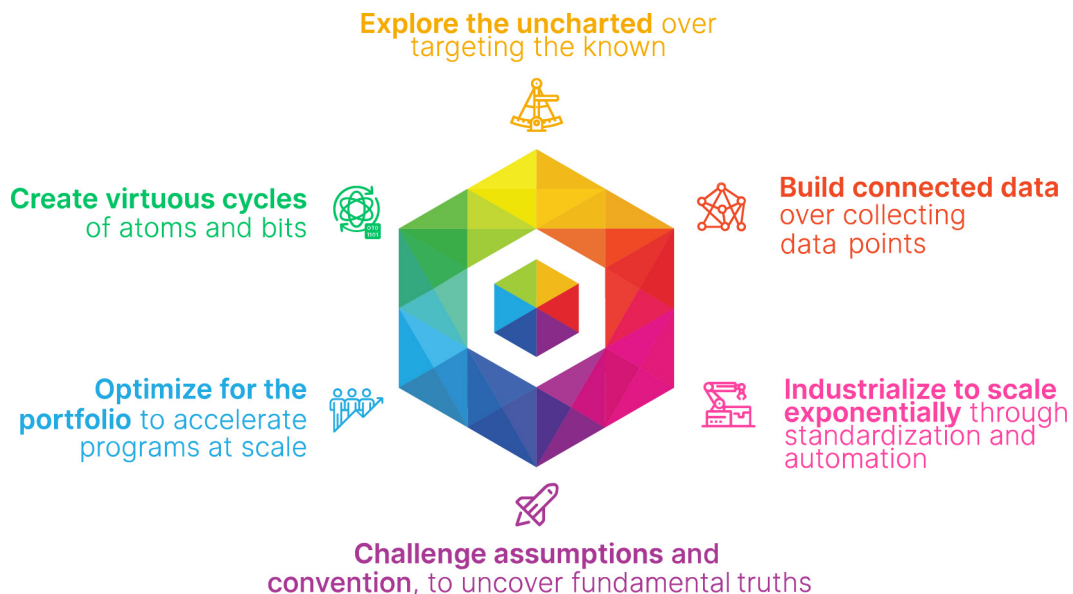 Explore the uncharted over
targeting the known
Create virtuous cycles
of atoms and bits
010
1101
Build connected data
over collecting
data points
Optimize for the
portfolio to accelerate
programs at scale
Industrialize to scale
exponentially through
standardization and
automation
Challenge assumptions and
convention, to uncover fundamental truths